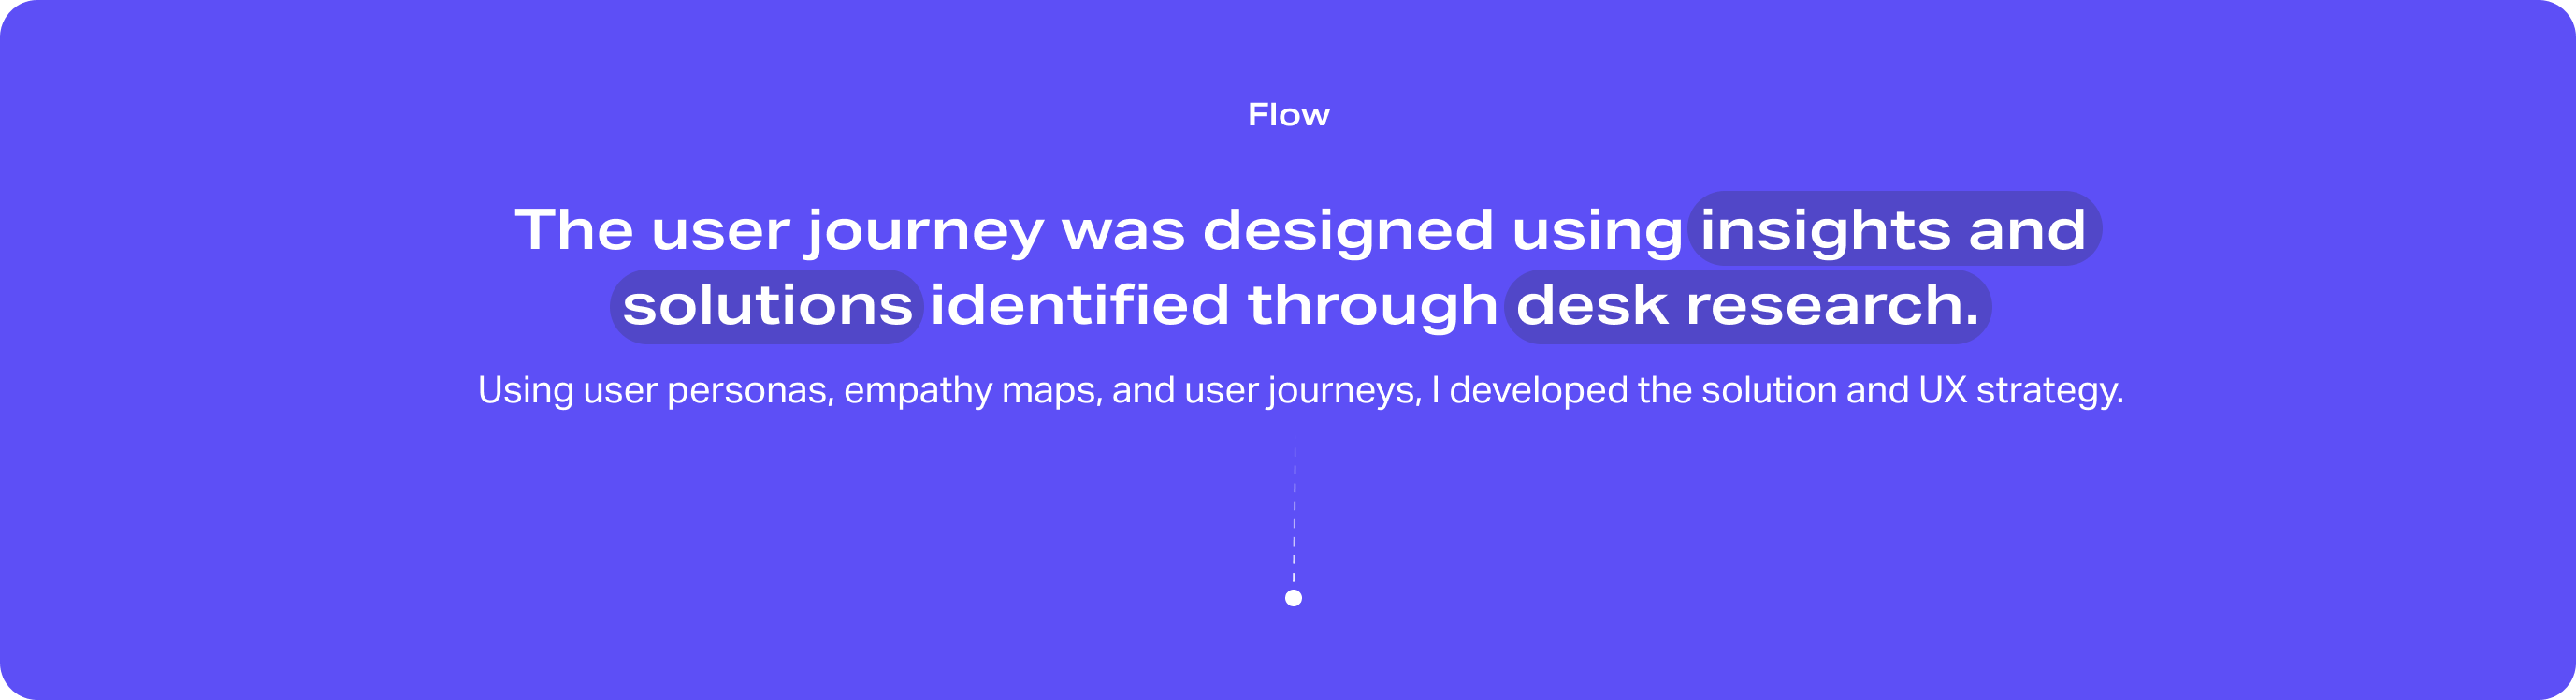 Flow
The user journey was designed using insights and
solutions identified through desk research.
Using user personas, empathy maps, and user journeys, I developed the solution and UX strategy.